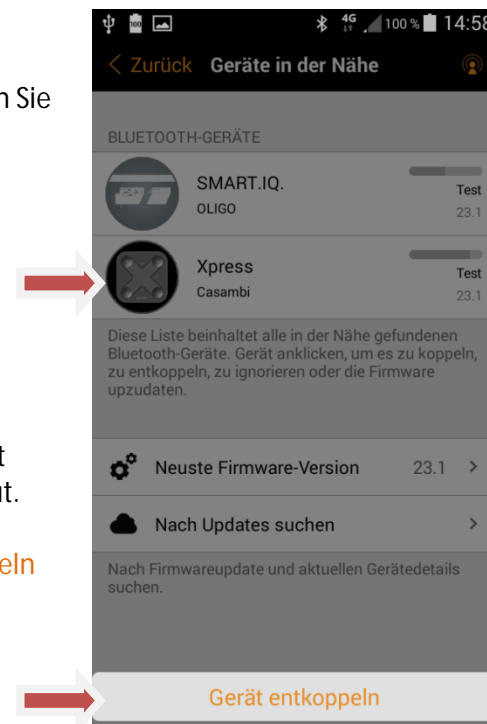 n Sie
t
ut.
eln
100
4G
100 %
14:58
< Zurück Geräte in der Nähe
BLUETOOTH-GERÄTE
SMART.IQ.
OLIGO
Test
23.1
Xpress
Casambi
Test
23.1
Diese Liste beinhaltet alle in der Nähe gefundenen
Bluetooth-Geräte. Gerät anklicken, um es zu koppeln,
zu entkoppeln, zu ignorieren oder die Firmware
upzudaten.
Neuste Firmware-Version 23.1 >
Nach Updates suchen >
Nach Firmwareupdate und aktuellen Gerätedetails
suchen.
Gerät entkoppeln